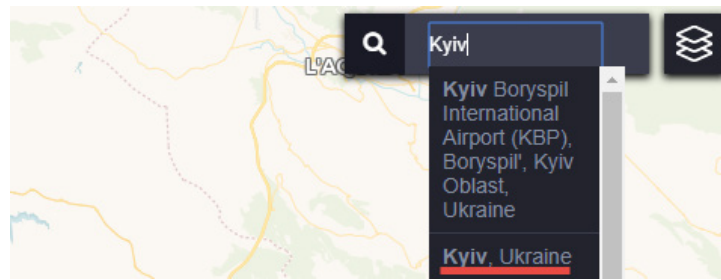 Kyiv
L'AQ
Kyiv Boryspil
International
Airport (KBP),
Boryspil', Kyiv
Oblast,
Ukraine
Kyiv, Ukraine